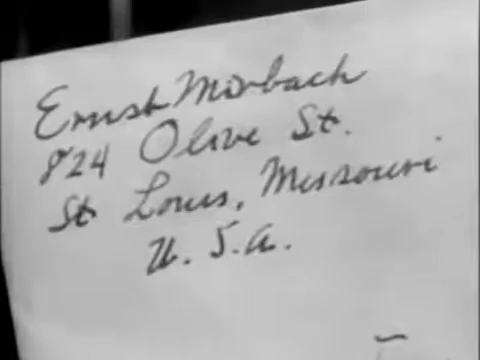 Ernst Morbach
824 Olive St.
St Louis, Missouri
U. S. A.